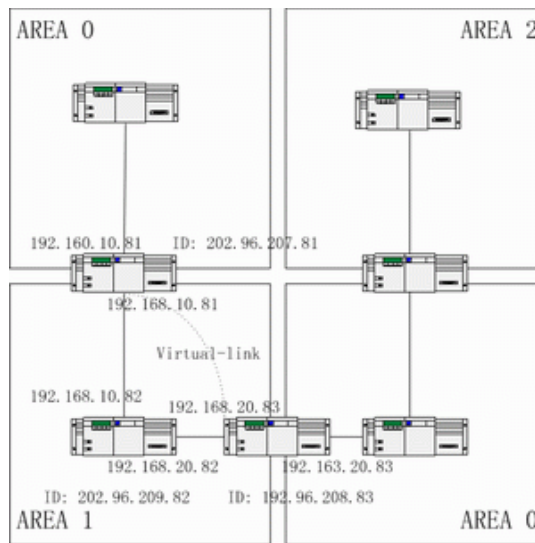 AREA 0
AREA 2
192.160.10.81 ID: 202.96.207.81
192.168.10.81
Virtual-link
192.168.10.82
192.168.20.83
192.168.20.82
192.163.20.83
ID: 202.96.209.82
ID: 192.96.208.83
AREA 1
AREA 0